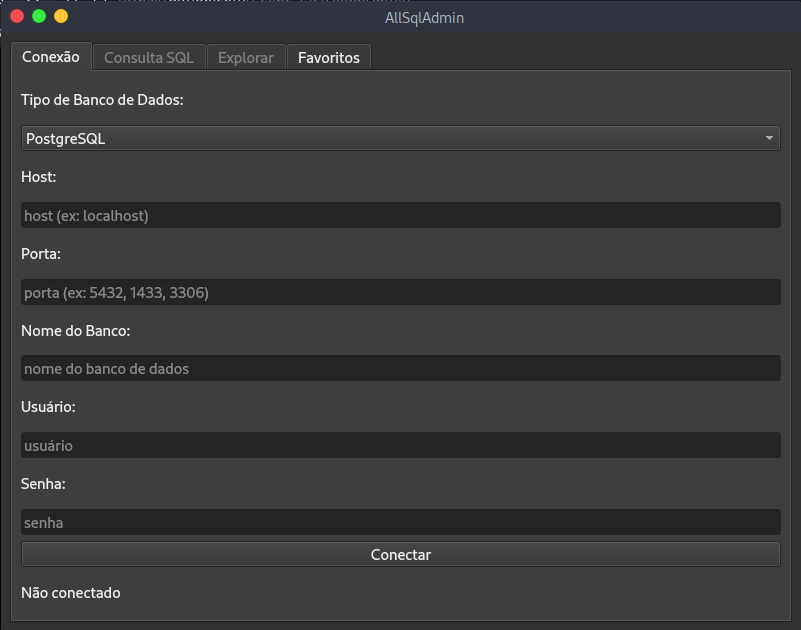 AllSqlAdmin
Conexão Consulta SQL Explorar Favoritos
Tipo de Banco de Dados:
PostgreSQL
Host:
host (ex: localhost)
Porta:
porta (ex: 5432, 1433, 3306)
Nome do Banco:
nome do banco de dados
Usuário:
usuário
Senha:
senha
Conectar
Não conectado